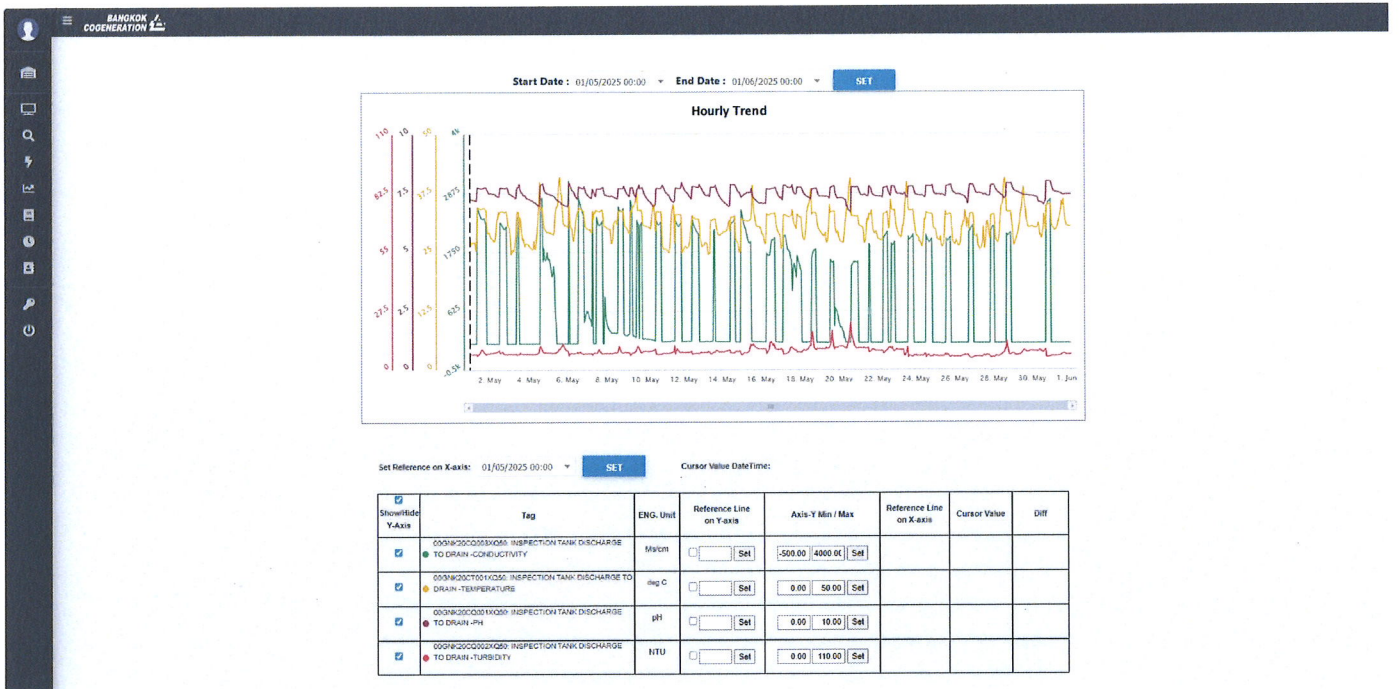 BANGKOK
COGENERATION
Start Date : 01/05/2025 00:00 End Date : 01/06/2025 00:00 SET
Hourly Trend
110 10 50 4k
82.5 7.5 37.5 2875
55 5 25 1750
27.5 2.5 12.5 625
0 0 0 -0.5k
2. May 4. May 6. May 8. May 10. May 12. May 14. May 16. May 18. May 20. May 22. May 24. May 26. May 28. May 30. May 1. Jun
Set Reference on X-axis: 01/05/2025 00:00 SET Cursor Value DateTime:
Show/Hide
Y-Axis
Tag
ENG. Unit
Reference Line
on Y-axis
Axis-Y Min / Max
Reference Line
on X-axis
Cursor Value
Diff
00GNK20CQ003XQ50: INSPECTION TANK DISCHARGE
TO DRAIN -CONDUCTIVITY
Ms/cm Set -500.00 4000.00 Set
00GNK20CT001XQ50: INSPECTION TANK DISCHARGE TO
DRAIN -TEMPERATURE
deg C Set 0.00 50.00 Set
00GNK20CQ001XQ50: INSPECTION TANK DISCHARGE
TO DRAIN -PH
pH Set 0.00 10.00 Set
00GNK20CQ002XQ50: INSPECTION TANK DISCHARGE
TO DRAIN -TURBIDITY
NTU Set 0.00 110.00 Set